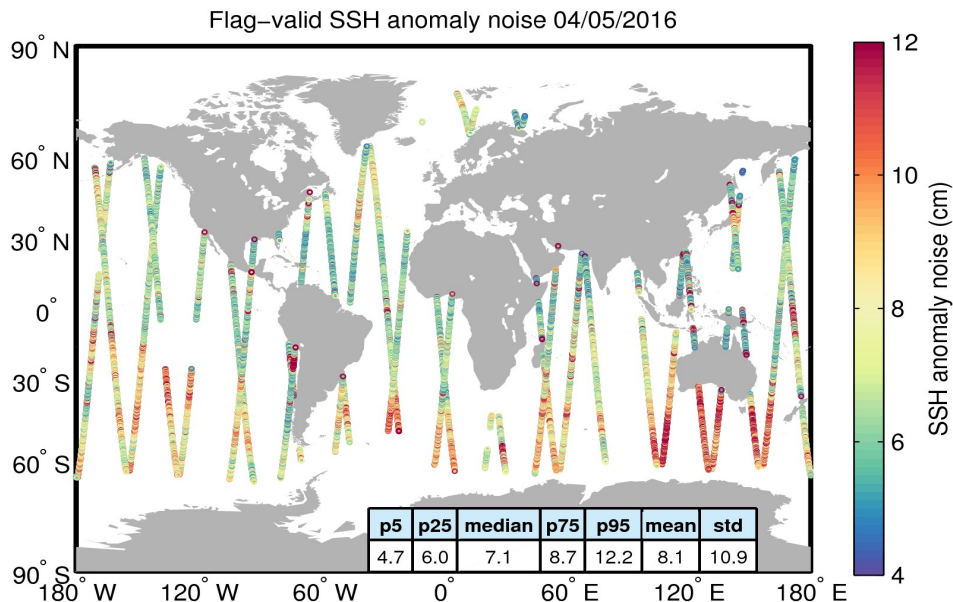 Flag−valid SSH anomaly noise 04/05/2016
90° N
60° N
30° N
0°
30° S
60° S
90° S
180° W
120° W
60° W
0°
60° E
120° E
180° E
p5 p25 median p75 p95 mean std
4.7 6.0 7.1 8.7 12.2 8.1 10.9
12
10
8
6
4
SSH anomaly noise (cm)